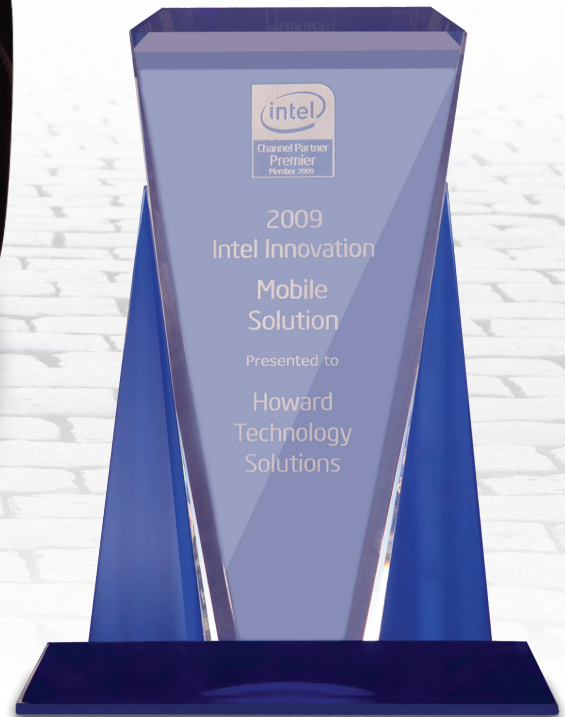 intel
Channel Partner
Premier
Member 2009
2009
Intel Innovation
Mobile
Solution
Presented to
Howard
Technology
Solutions